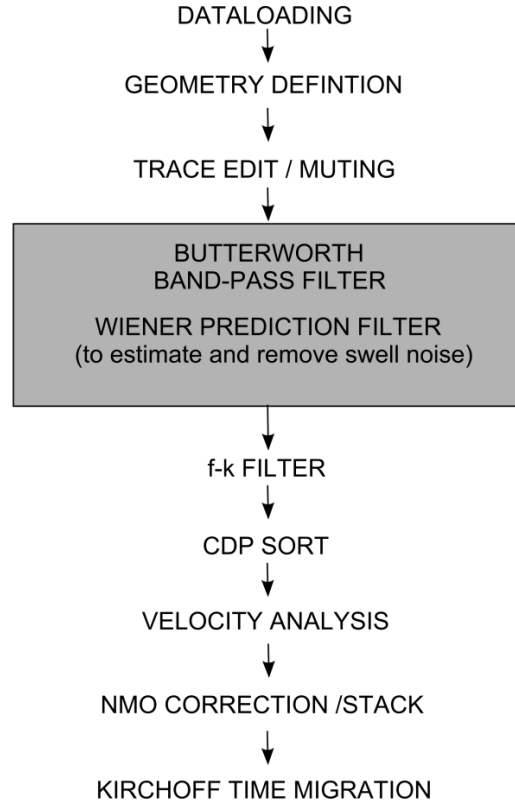 DATALOADING
GEOMETRY DEFINTION
TRACE EDIT / MUTING
BUTTERWORTH
BAND-PASS FILTER
WIENER PREDICTION FILTER
(to estimate and remove swell noise)
f-k FILTER
CDP SORT
VELOCITY ANALYSIS
NMO CORRECTION /STACK
KIRCHOFF TIME MIGRATION